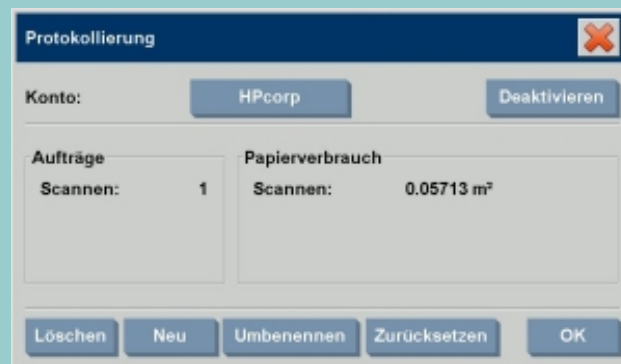 Protokollierung
Konto: HPcorp Deaktivieren
Aufträge Papierverbrauch
Scannen: 1 Scannen: 0.05713 m²
Löschen Neu Umbenennen Zurücksetzen OK